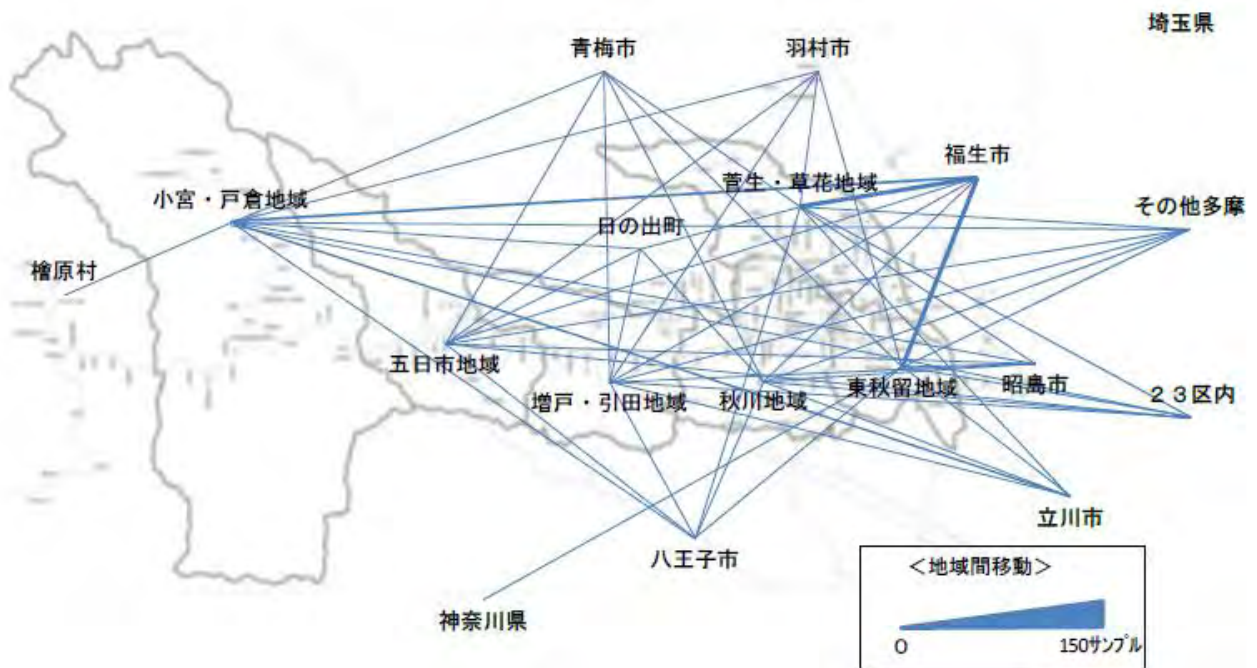 埼玉県
青梅市
羽村市
福生市
菅生・草花地域
小宮・戸倉地域
その他多摩
日の出町
檜原村
五日市地域
増戸・引田地域
秋川地域
東秋留地域
昭島市
２３区内
立川市
八王子市
神奈川県
＜地域間移動＞
0
150ｻﾝﾌﾟﾙ